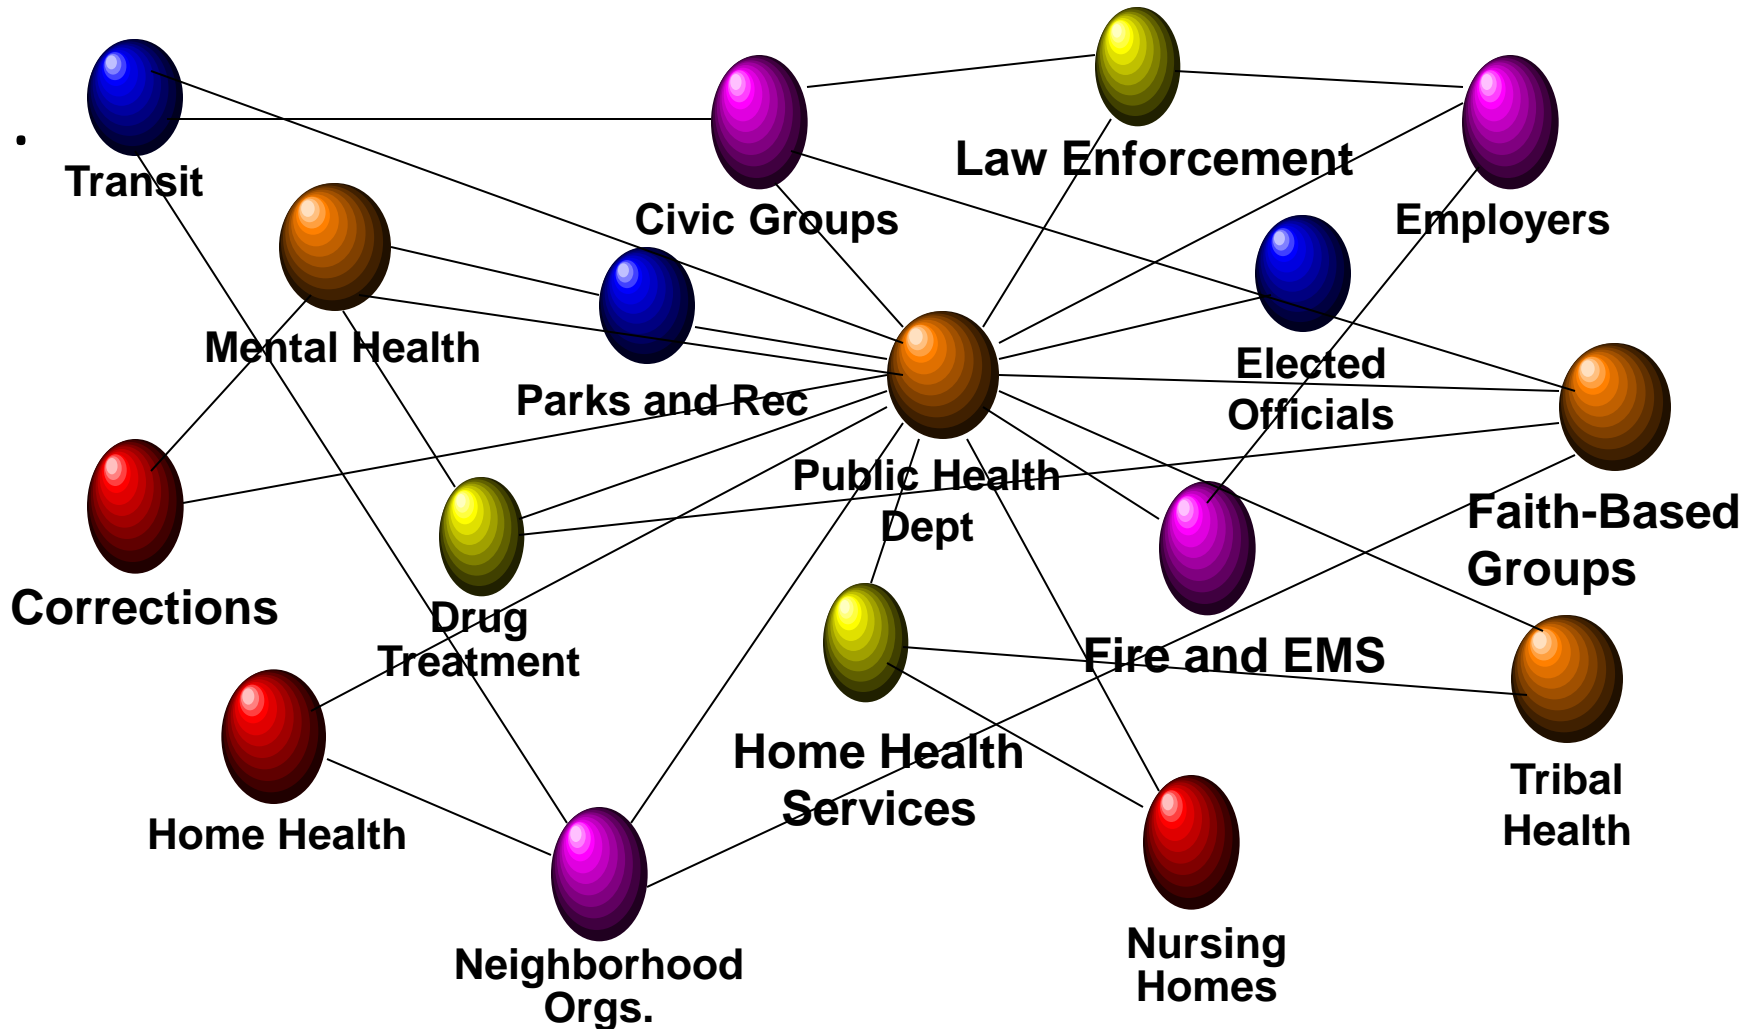 .
Transit
Civic Groups
Law Enforcement
Employers
Mental Health
Parks and Rec
Elected
Officials
Public Health
Dept
Faith-Based
Groups
Corrections
Drug
Treatment
Fire and EMS
Home Health
Services
Tribal
Health
Home Health
Neighborhood
Orgs.
Nursing
Homes